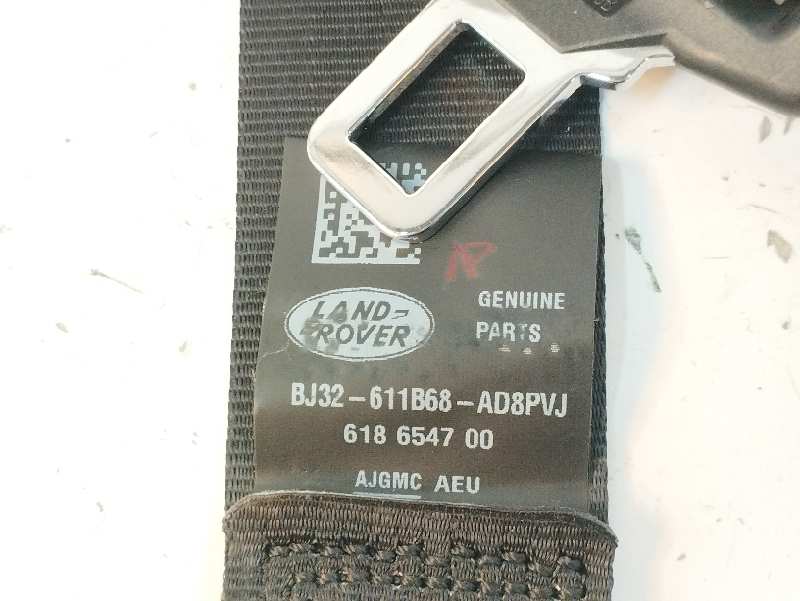 LAND-
ROVER
GENUINE
PARTS
BJ32-611B68-AD8PVJ
618 6547 00
AJGMC AEU